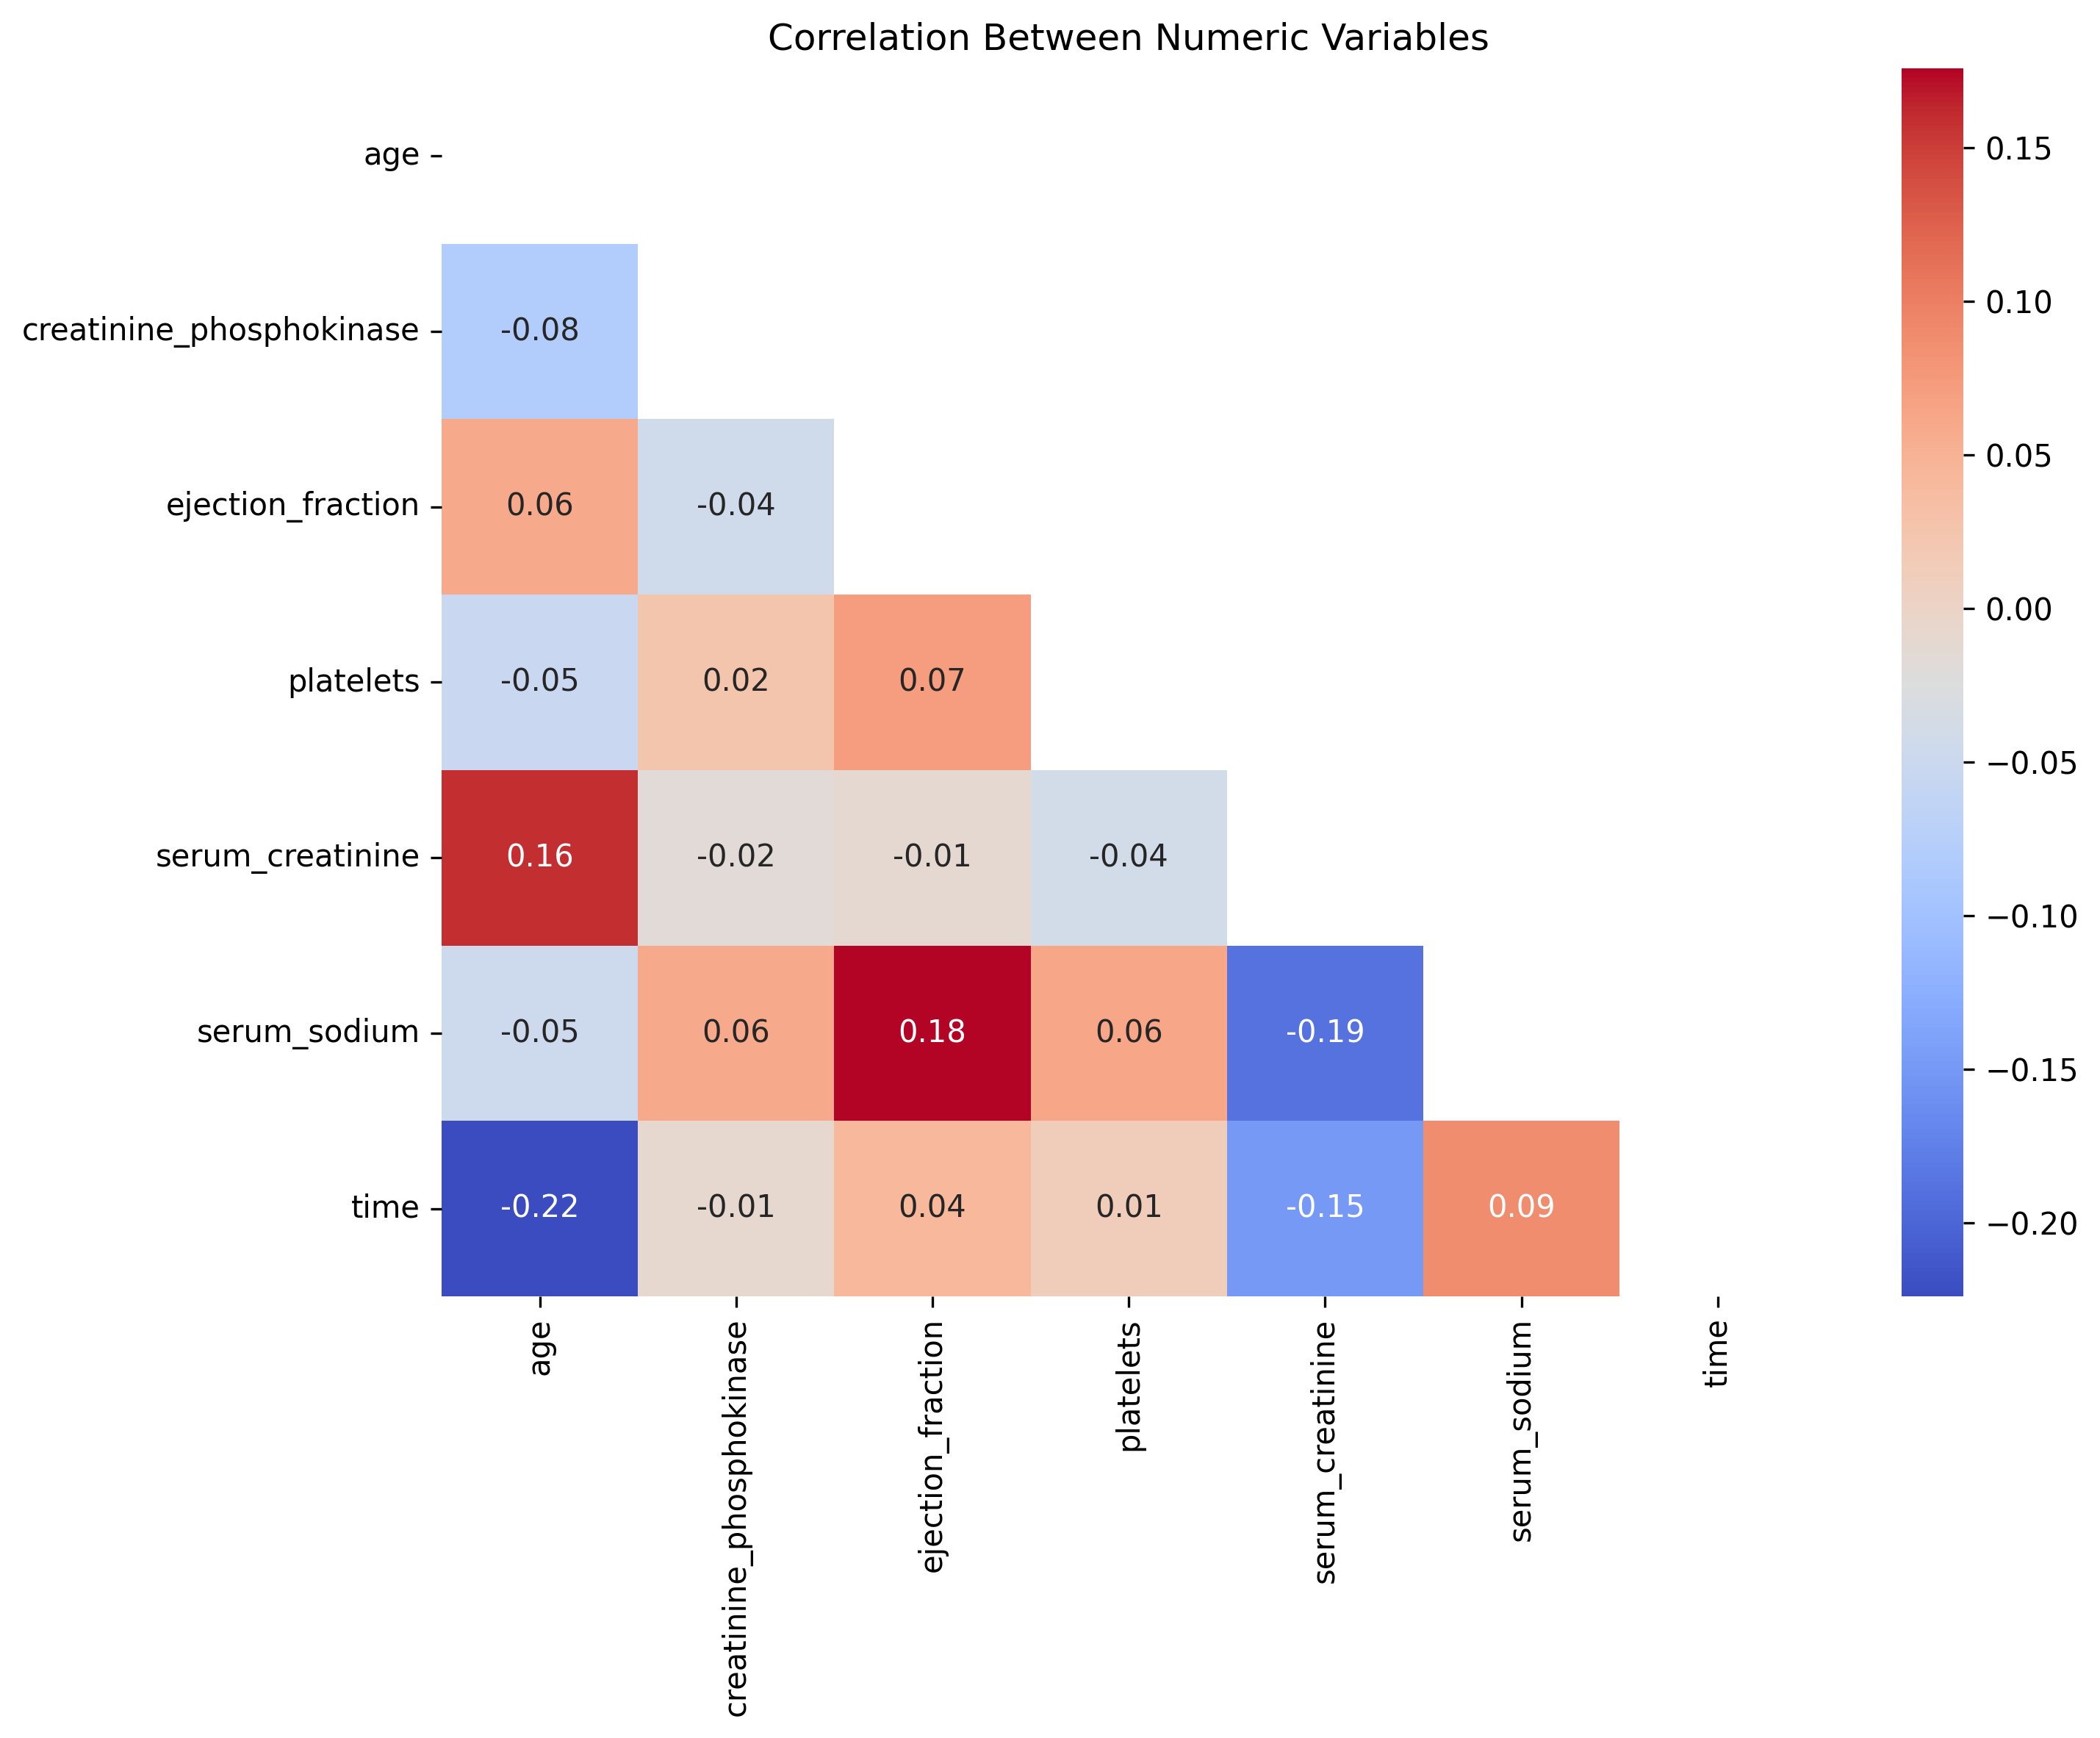 Correlation Between Numeric Variables
age
creatinine_phosphokinase -0.08
ejection_fraction 0.06 -0.04
platelets -0.05 0.02 0.07
serum_creatinine 0.16 -0.02 -0.01 -0.04
serum_sodium -0.05 0.06 0.18 0.06 -0.19
time -0.22 -0.01 0.04 0.01 -0.15 0.09
age
creatinine_phosphokinase
ejection_fraction
platelets
serum_creatinine
serum_sodium
time
0.15
0.10
0.05
0.00
−0.05
−0.10
−0.15
−0.20